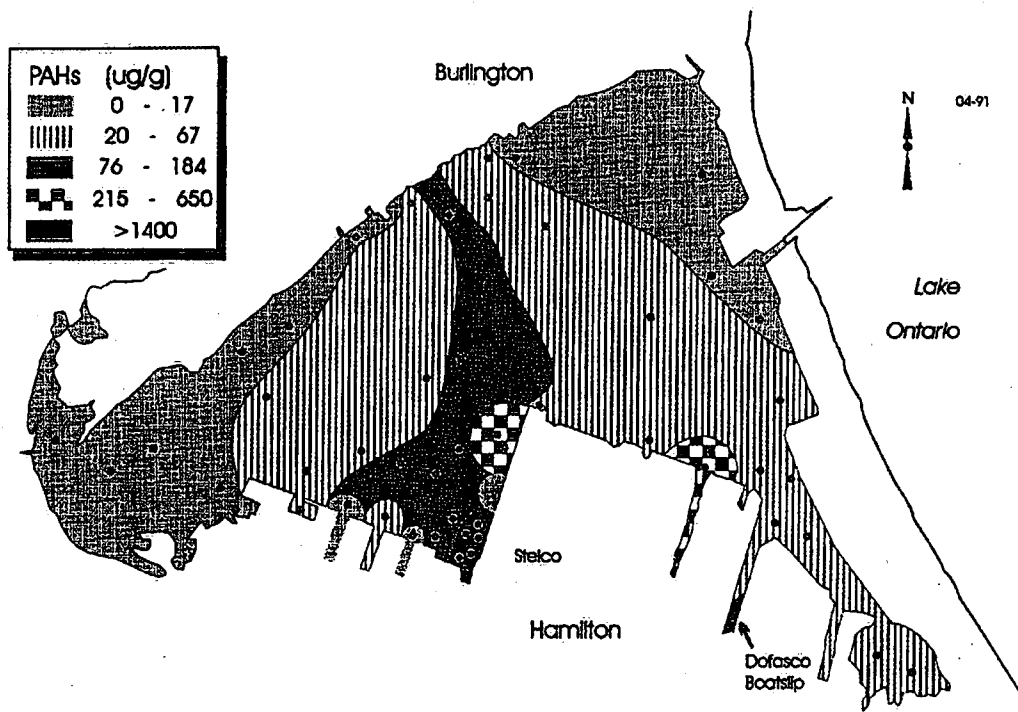 PAHs (ug/g)
0 - 17
20 - 67
76 - 184
215 - 650
>1400
Burlington
N
04-91
Lake
Ontario
Stelco
Hamilton
Dofasco
Boatslip